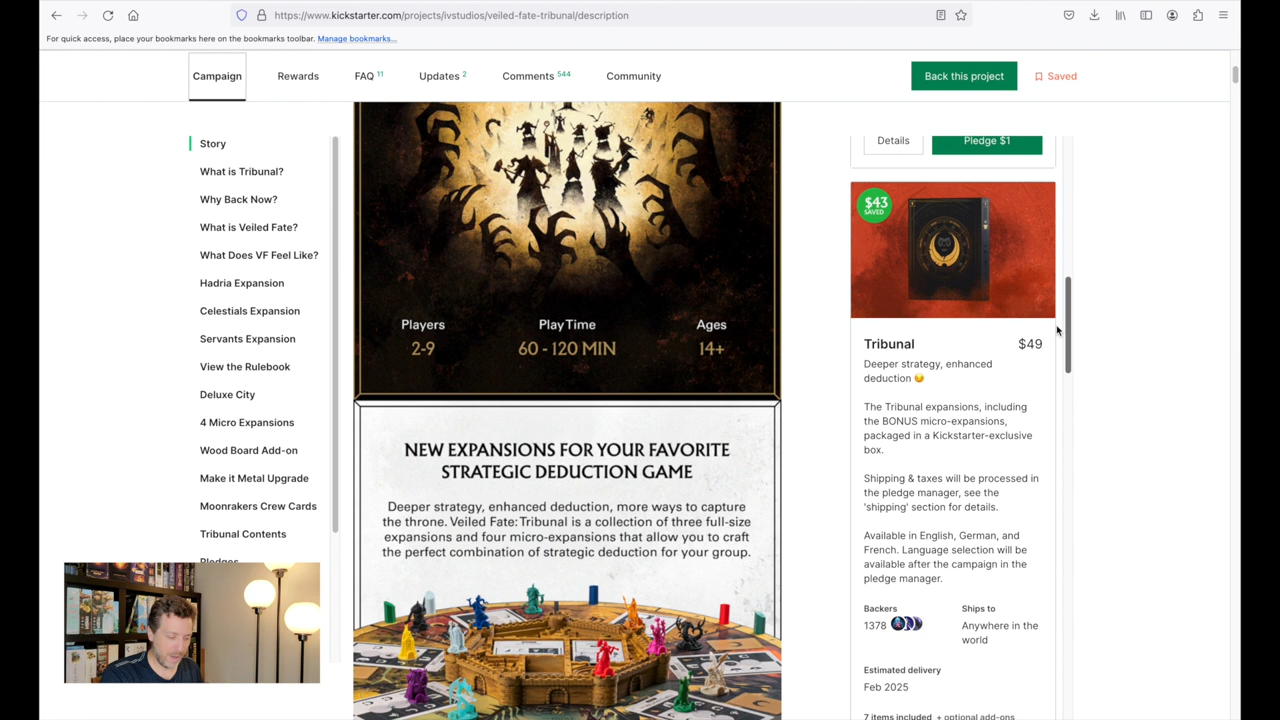 https://www.kickstarter.com/projects/ivstudios/veiled-fate-tribunal/description
For quick access, place your bookmarks here on the bookmarks toolbar. Manage bookmarks...
Campaign
Rewards
FAQ 11
Updates 2
Comments 544
Community
Back this project
Saved
Story
What is Tribunal?
Why Back Now?
What is Veiled Fate?
What Does VF Feel Like?
Hadria Expansion
Celestials Expansion
Servants Expansion
View the Rulebook
Deluxe City
4 Micro Expansions
Wood Board Add-on
Make it Metal Upgrade
Moonrakers Crew Cards
Tribunal Contents
Pledges
Players
2-9
Play Time
60 - 120 MIN
Ages
14+
NEW EXPANSIONS FOR YOUR FAVORITE
STRATEGIC DEDUCTION GAME
Deeper strategy, enhanced deduction, more ways to capture
the throne. Veiled Fate: Tribunal is a collection of three full-size
expansions and four micro-expansions that allow you to craft
the perfect combination of strategic deduction for your group.
Details
Pledge $1
$43
SAVED
Tribunal
$49
Deeper strategy, enhanced
deduction 😏
The Tribunal expansions, including
the BONUS micro-expansions,
packaged in a Kickstarter-exclusive
box.
Shipping & taxes will be processed in
the pledge manager, see the
'shipping' section for details.
Available in English, German, and
French. Language selection will be
available after the campaign in the
pledge manager.
Backers
1378
Ships to
Anywhere in the
world
Estimated delivery
Feb 2025
7 items included + optional add-ons